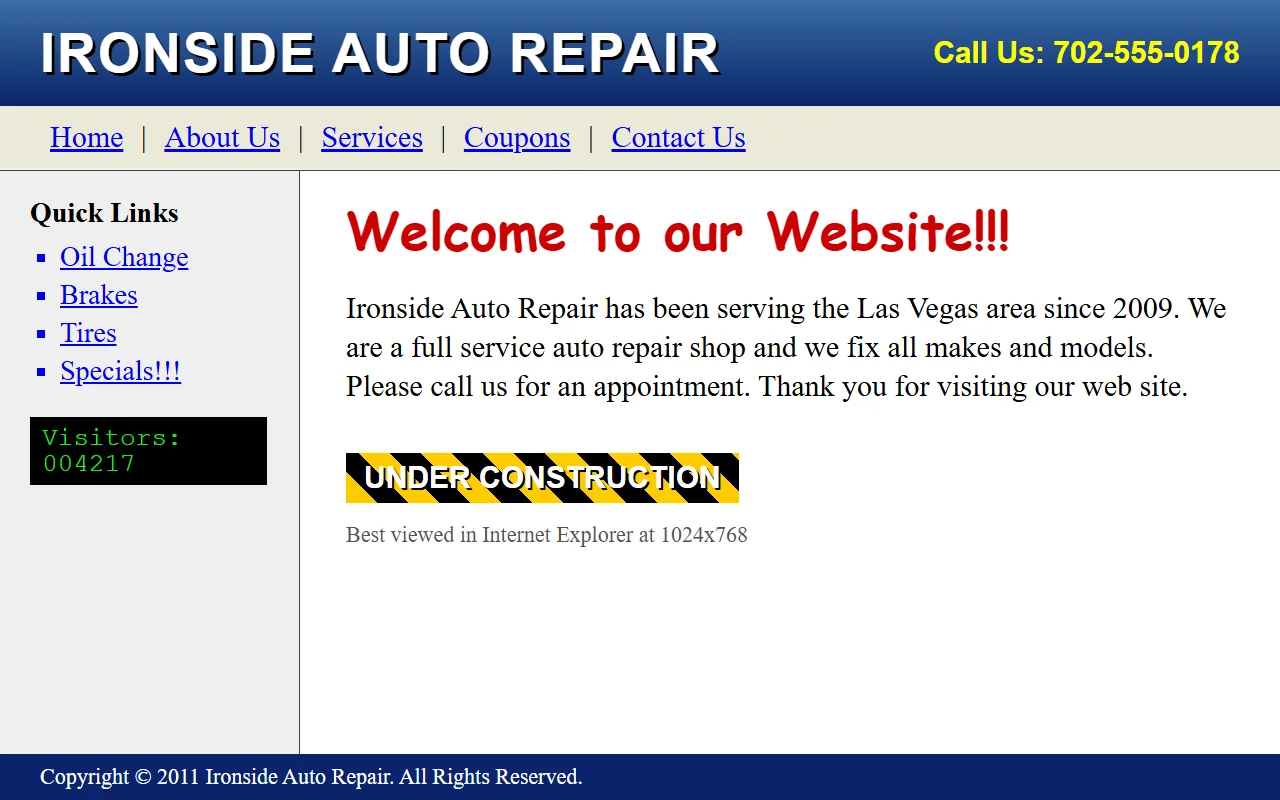 IRONSIDE AUTO REPAIR
Call Us: 702-555-0178
Home | About Us | Services | Coupons | Contact Us
Quick Links
Oil Change
Brakes
Tires
Specials!!!
Visitors:
004217
Welcome to our Website!!!
Ironside Auto Repair has been serving the Las Vegas area since 2009. We
are a full service auto repair shop and we fix all makes and models.
Please call us for an appointment. Thank you for visiting our web site.
UNDER CONSTRUCTION
Best viewed in Internet Explorer at 1024x768
Copyright © 2011 Ironside Auto Repair. All Rights Reserved.